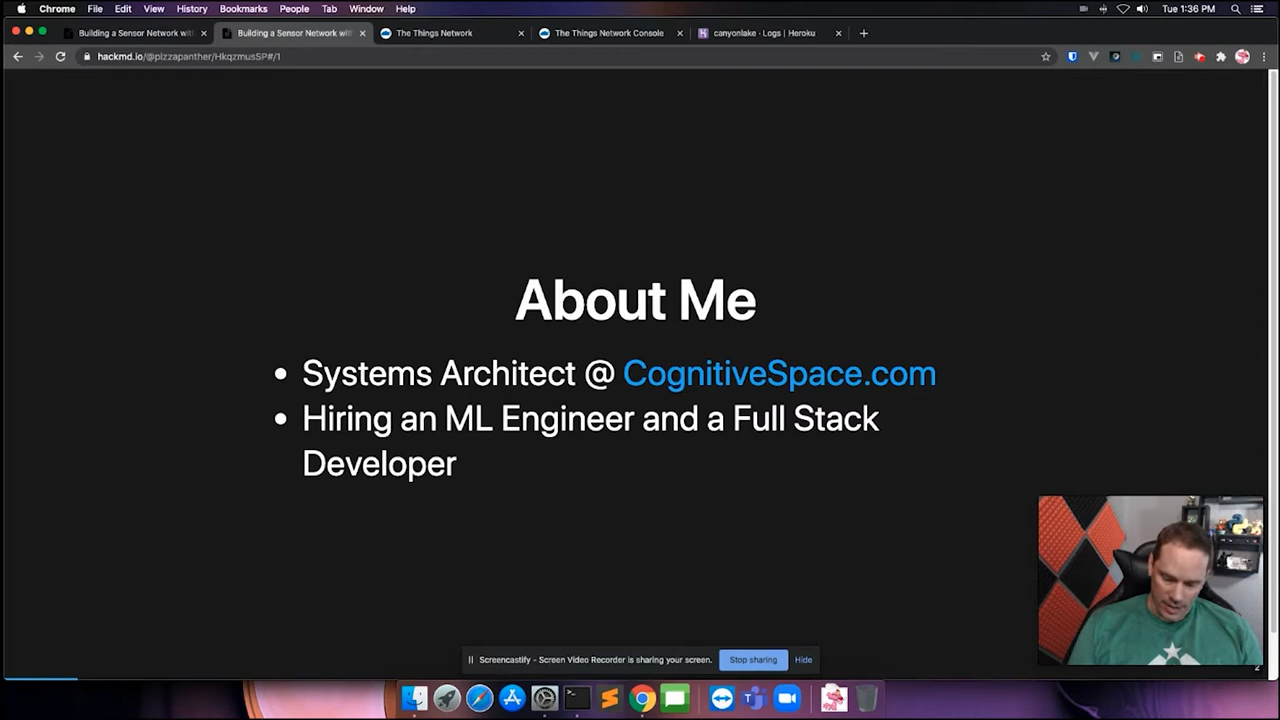 Chrome File Edit View History Bookmarks People Tab Window Help Tue 1:36 PM
Building a Sensor Network with Building a Sensor Network with The Things Network The Things Network Console canyonlake · Logs | Heroku
hackmd.io/@pizzapanther/HkqzmusSP#/1
About Me
• Systems Architect @ CognitiveSpace.com
• Hiring an ML Engineer and a Full Stack
Developer
Screencastify - Screen Video Recorder is sharing your screen. Stop sharing Hide
2